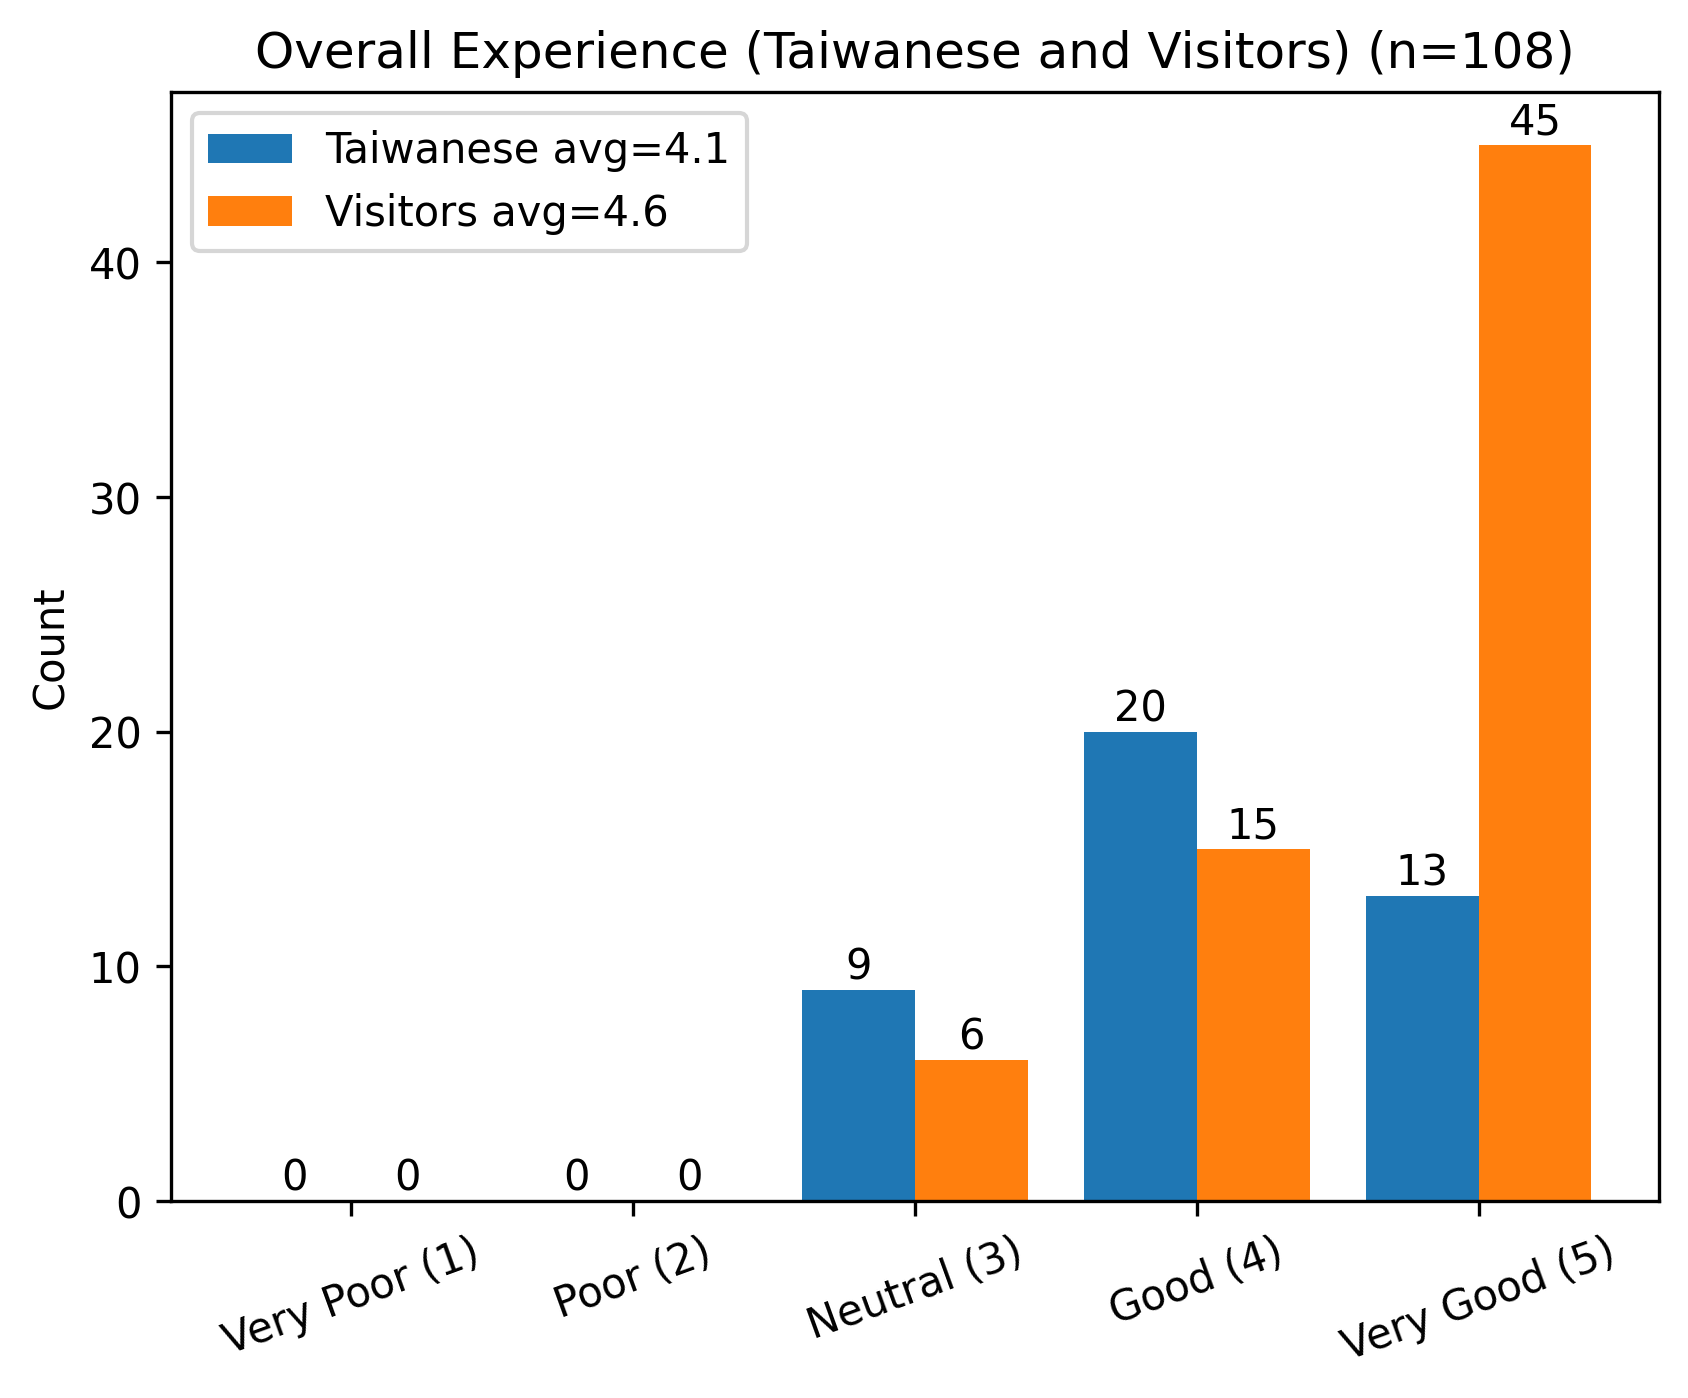 Overall Experience (Taiwanese and Visitors) (n=108)
Taiwanese avg=4.1
Visitors avg=4.6
Count
40
30
20
10
0
0
0
0
0
9
6
20
15
13
45
Very Poor (1)
Poor (2)
Neutral (3)
Good (4)
Very Good (5)